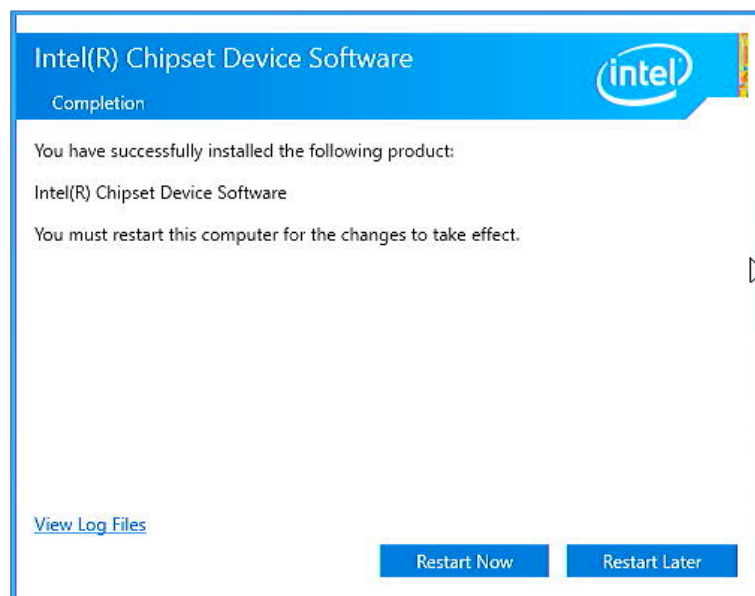 Intel(R) Chipset Device Software
(intel)
Completion
You have successfully installed the following product:
Intel(R) Chipset Device Software
You must restart this computer for the changes to take effect.
View Log Files
Restart Now
Restart Later